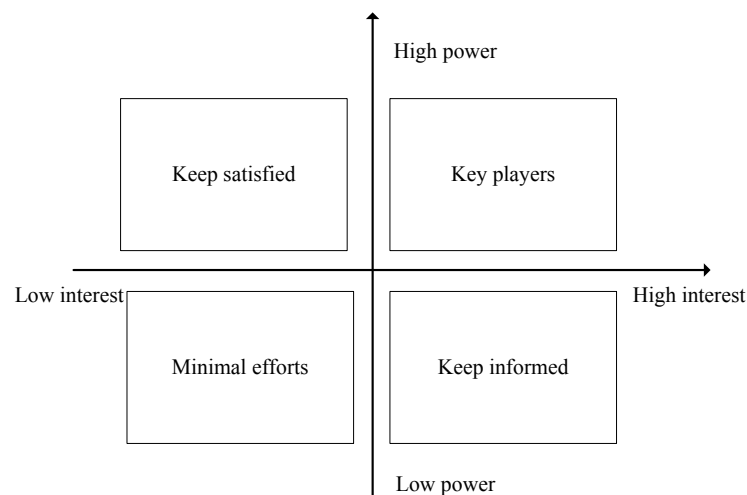 High power
Keep satisfied
Key players
Low interest
High interest
Minimal efforts
Keep informed
Low power